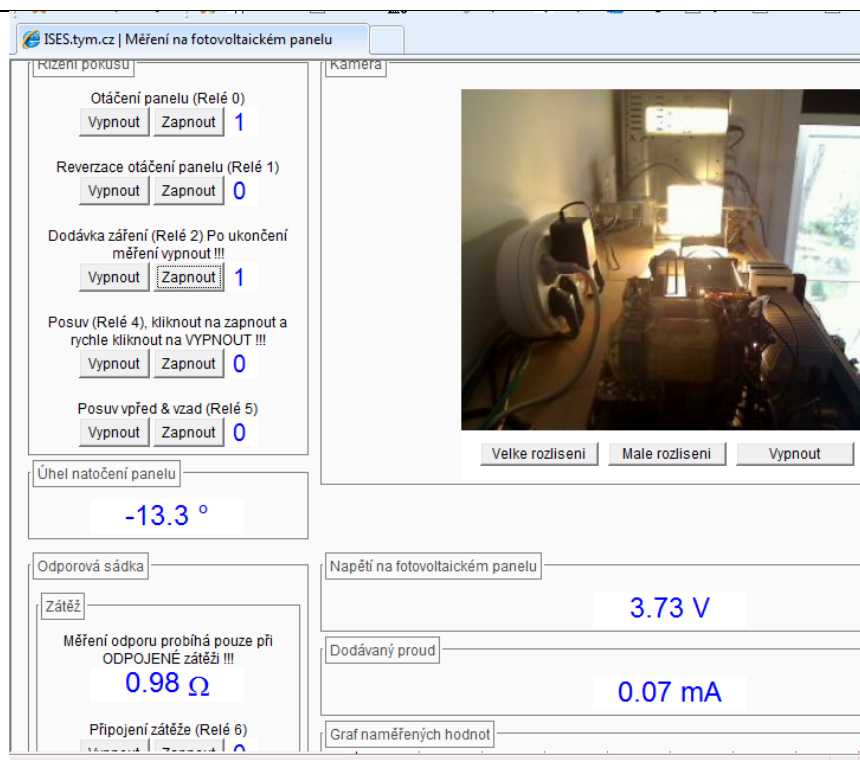 ISES.tym.cz | Měření na fotovoltaickém panelu
Řízení pokusu
Otáčení panelu (Relé 0)
Vypnout Zapnout 1
Reverzace otáčení panelu (Relé 1)
Vypnout Zapnout 0
Dodávka záření (Relé 2) Po ukončení
měření vypnout !!!
Vypnout Zapnout 1
Posuv (Relé 4), kliknout na zapnout a
rychle kliknout na VYPNOUT !!!
Vypnout Zapnout 0
Posuv vpřed & vzad (Relé 5)
Vypnout Zapnout 0
Úhel natočení panelu
-13.3 °
Odporová sádka
Zátěž
Měření odporu probíhá pouze při
ODPOJENÉ zátěži !!!
0.98 Ω
Připojení zátěže (Relé 6)
Vypnout Zapnout 0
Kamera
Velke rozliseni Male rozliseni Vypnout
Napětí na fotovoltaickém panelu
3.73 V
Dodávaný proud
0.07 mA
Graf naměřených hodnot